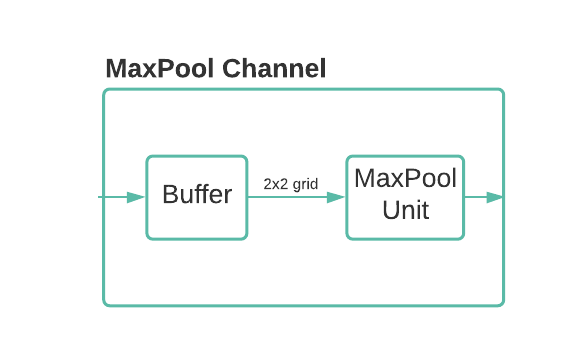 MaxPool Channel
Buffer
2x2 grid
MaxPool
Unit